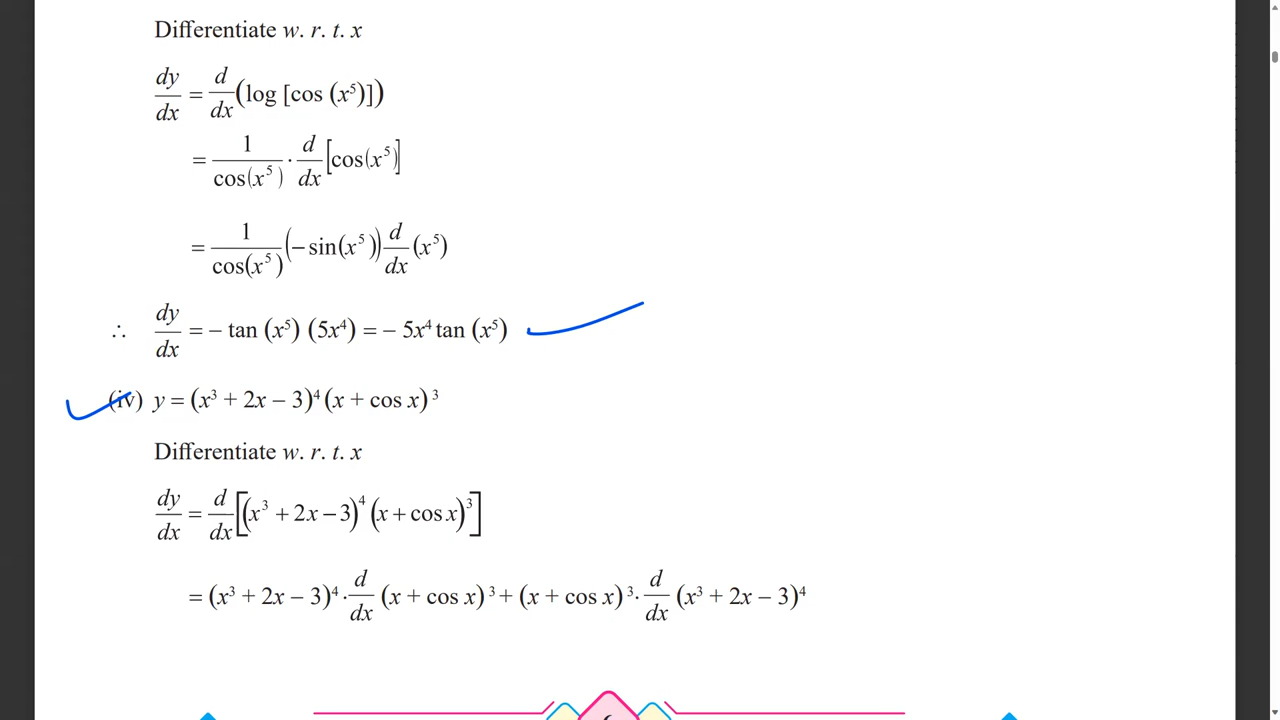 Differentiate w. r. t. x
dy/dx = d/dx (log [cos (x⁵)])
= 1/cos(x⁵) · d/dx [cos(x⁵)]
= 1/cos(x⁵) (− sin(x⁵)) d/dx (x⁵)
∴ dy/dx = − tan (x⁵) (5x⁴) = − 5x⁴ tan (x⁵)
(iv) y = (x³ + 2x − 3)⁴ (x + cos x)³
Differentiate w. r. t. x
dy/dx = d/dx [(x³ + 2x − 3)⁴ (x + cos x)³]
= (x³ + 2x − 3)⁴ · d/dx (x + cos x)³ + (x + cos x)³ · d/dx (x³ + 2x − 3)⁴